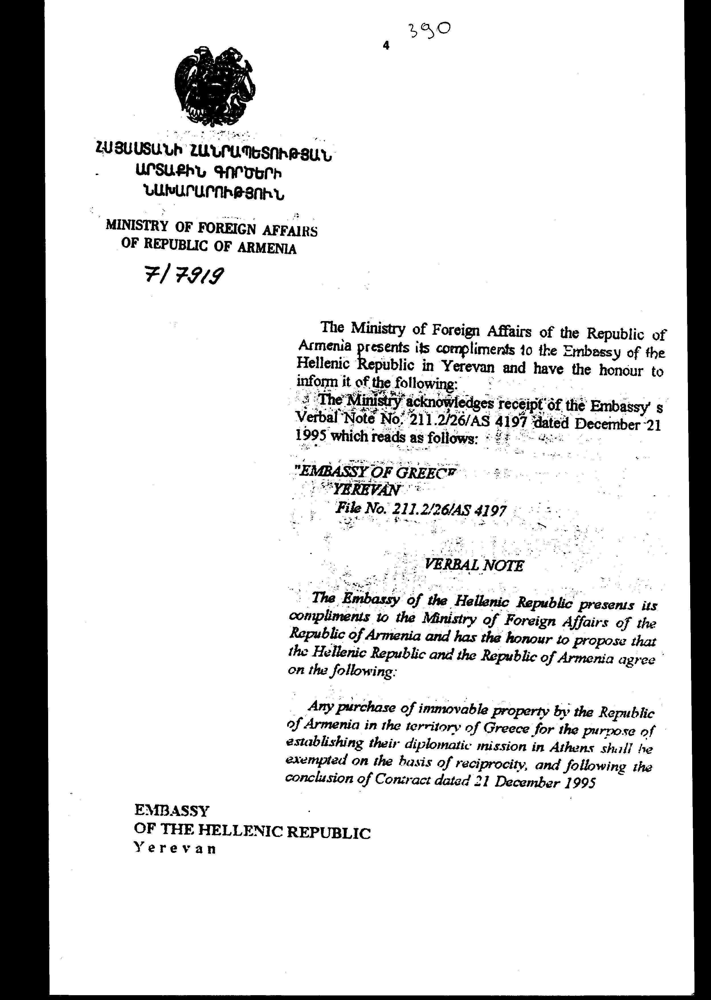 390
4
ՀԱՅԱՍՏԱՆԻ ՀԱՆՐԱՊԵՏՈՒԹՅԱՆ
ԱՐՏԱՔԻՆ ԳՈՐԾԵՐԻ
ՆԱԽԱՐԱՐՈՒԹՅՈՒՆ
MINISTRY OF FOREIGN AFFAIRS
OF REPUBLIC OF ARMENIA
7/7919
The Ministry of Foreign Affairs of the Republic of
Armenia presents its compliments to the Embassy of the
Hellenic Republic in Yerevan and have the honour to
inform it of the following:
The Ministry acknowledges receipt of the Embassy' s
Verbal Note No. 211.2/26/AS 4197 dated December 21
1995 which reads as follows:
"EMBASSY OF GREECE
YEREVAN
File No. 211.2/26/AS 4197
VERBAL NOTE
The Embassy of the Hellenic Republic presents its
compliments to the Ministry of Foreign Affairs of the
Republic of Armenia and has the honour to propose that
the Hellenic Republic and the Republic of Armenia agree
on the following:
Any purchase of immovable property by the Republic
of Armenia in the territory of Greece for the purpose of
establishing their diplomatic mission in Athens shall be
exempted on the basis of reciprocity, and following the
conclusion of Contract dated 21 December 1995
EMBASSY
OF THE HELLENIC REPUBLIC
Yerevan